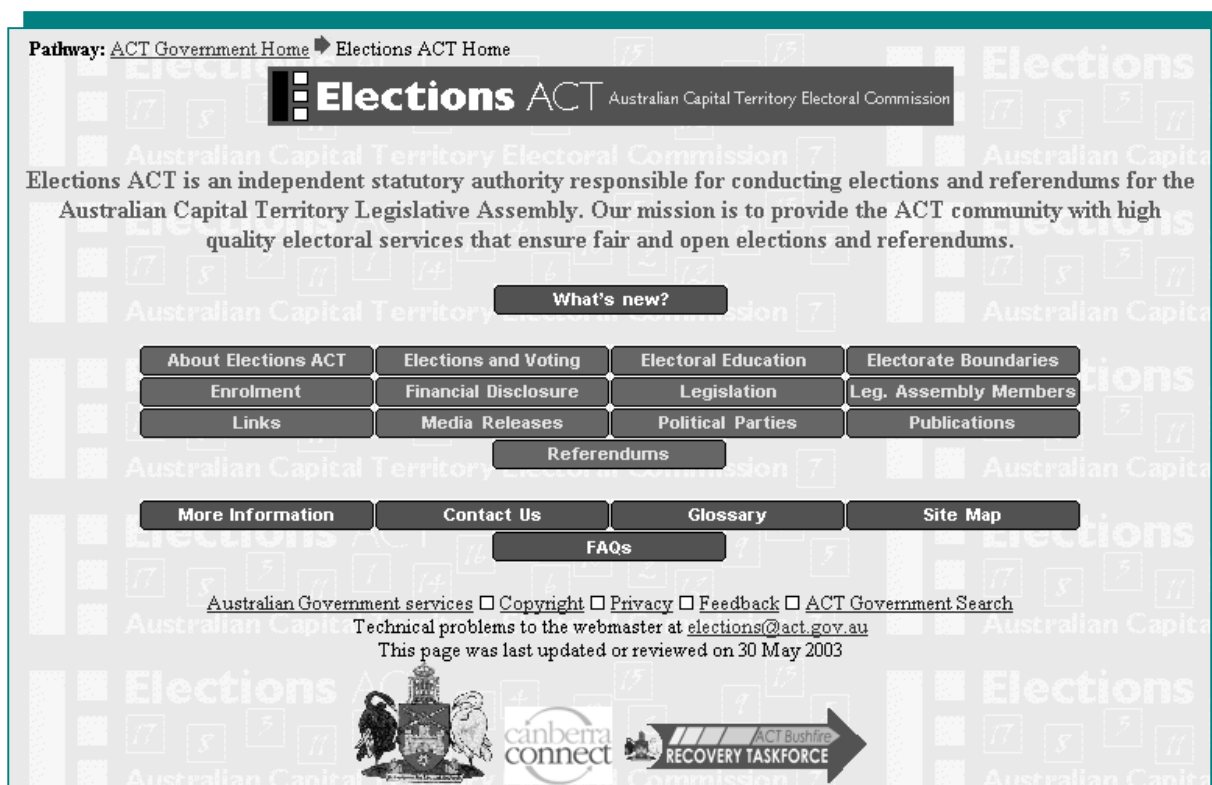 Pathway: ACT Government Home Elections ACT Home
Elections ACT Australian Capital Territory Electoral Commission
Elections ACT is an independent statutory authority responsible for conducting elections and referendums for the
Australian Capital Territory Legislative Assembly. Our mission is to provide the ACT community with high
quality electoral services that ensure fair and open elections and referendums.
What's new?
About Elections ACT Elections and Voting Electoral Education Electorate Boundaries
Enrolment Financial Disclosure Legislation Leg. Assembly Members
Links Media Releases Political Parties Publications
Referendums
More Information Contact Us Glossary Site Map
FAQs
Australian Government services □ Copyright □ Privacy □ Feedback □ ACT Government Search
Technical problems to the webmaster at elections@act.gov.au
This page was last updated or reviewed on 30 May 2003
canberra
connect
ACT Bushfire
RECOVERY TASKFORCE